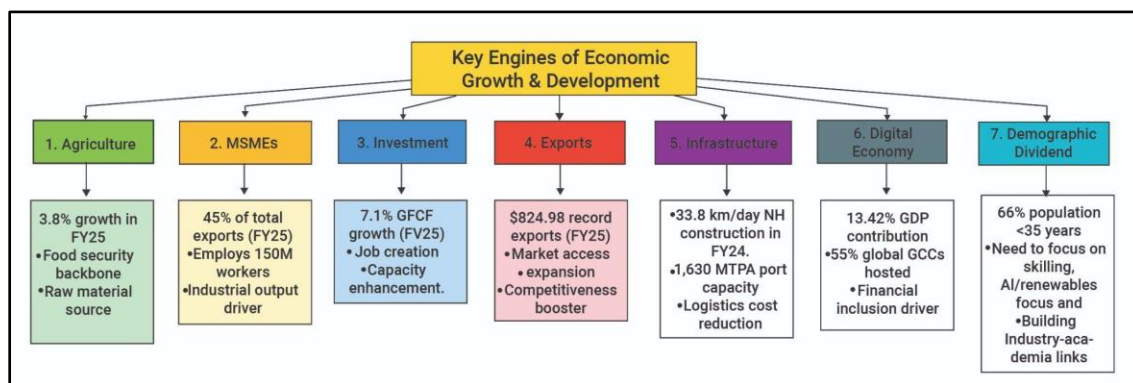 Key Engines of Economic
Growth & Development
1. Agriculture
3.8% growth in
FY25
•Food security
backbone
•Raw material
source
2. MSMEs
45% of total
exports (FY25)
•Employs 150M
workers
•Industrial output
driver
3. Investment
7.1% GFCF
growth (FV25)
•Job creation
•Capacity
enhancement.
4. Exports
$824.98 record
exports (FY25)
•Market access
•expansion
•Competitiveness
booster
5. Infrastructure
•33.8 km/day NH
construction in
FY24.
•1,630 MTPA port
capacity
•Logistics cost
reduction
6. Digital
Economy
13.42% GDP
contribution
•55% global GCCs
hosted
•Financial
inclusion driver
7. Demographic
Dividend
66% population
<35 years
•Need to focus on
skilling,
AI/renewables
focus and
•Building
Industry-aca-
demia links